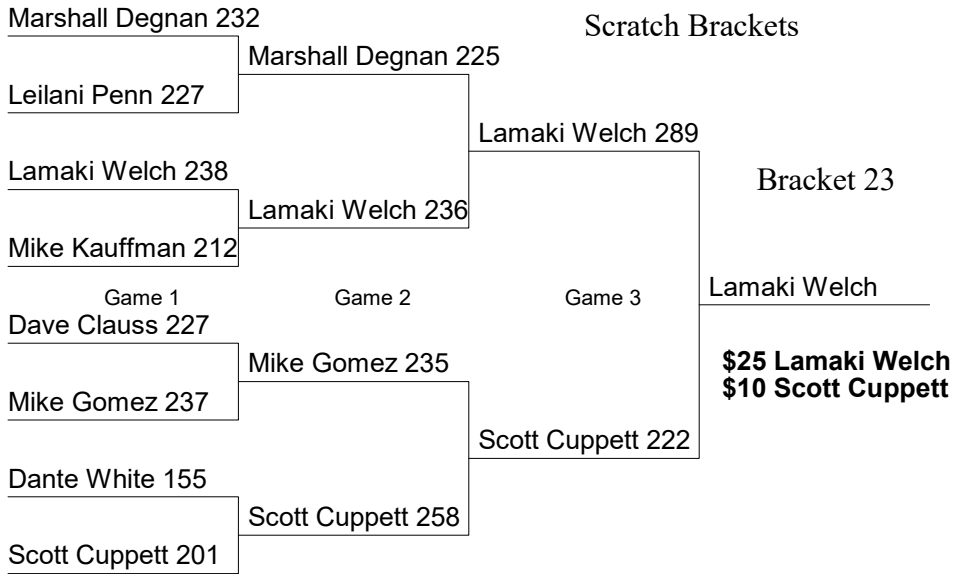 Marshall Degnan 232
Scratch Brackets
Marshall Degnan 225
Leilani Penn 227
Lamaki Welch 289
Lamaki Welch 238
Bracket 23
Lamaki Welch 236
Mike Kauffman 212
Lamaki Welch
Game 1
Game 2
Game 3
Dave Clauss 227
Mike Gomez 235
$25 Lamaki Welch
$10 Scott Cuppett
Mike Gomez 237
Scott Cuppett 222
Dante White 155
Scott Cuppett 258
Scott Cuppett 201